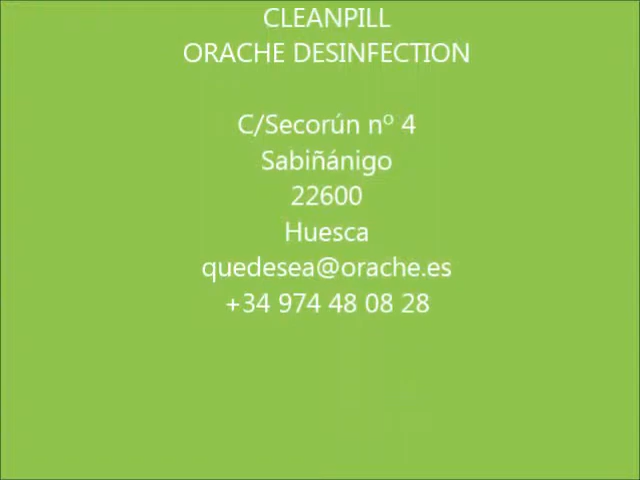 CLEANPILL
ORACHE DESINFECTION
C/Secorún nº 4
Sabiñánigo
22600
Huesca
quedesea@orache.es
+34 974 48 08 28